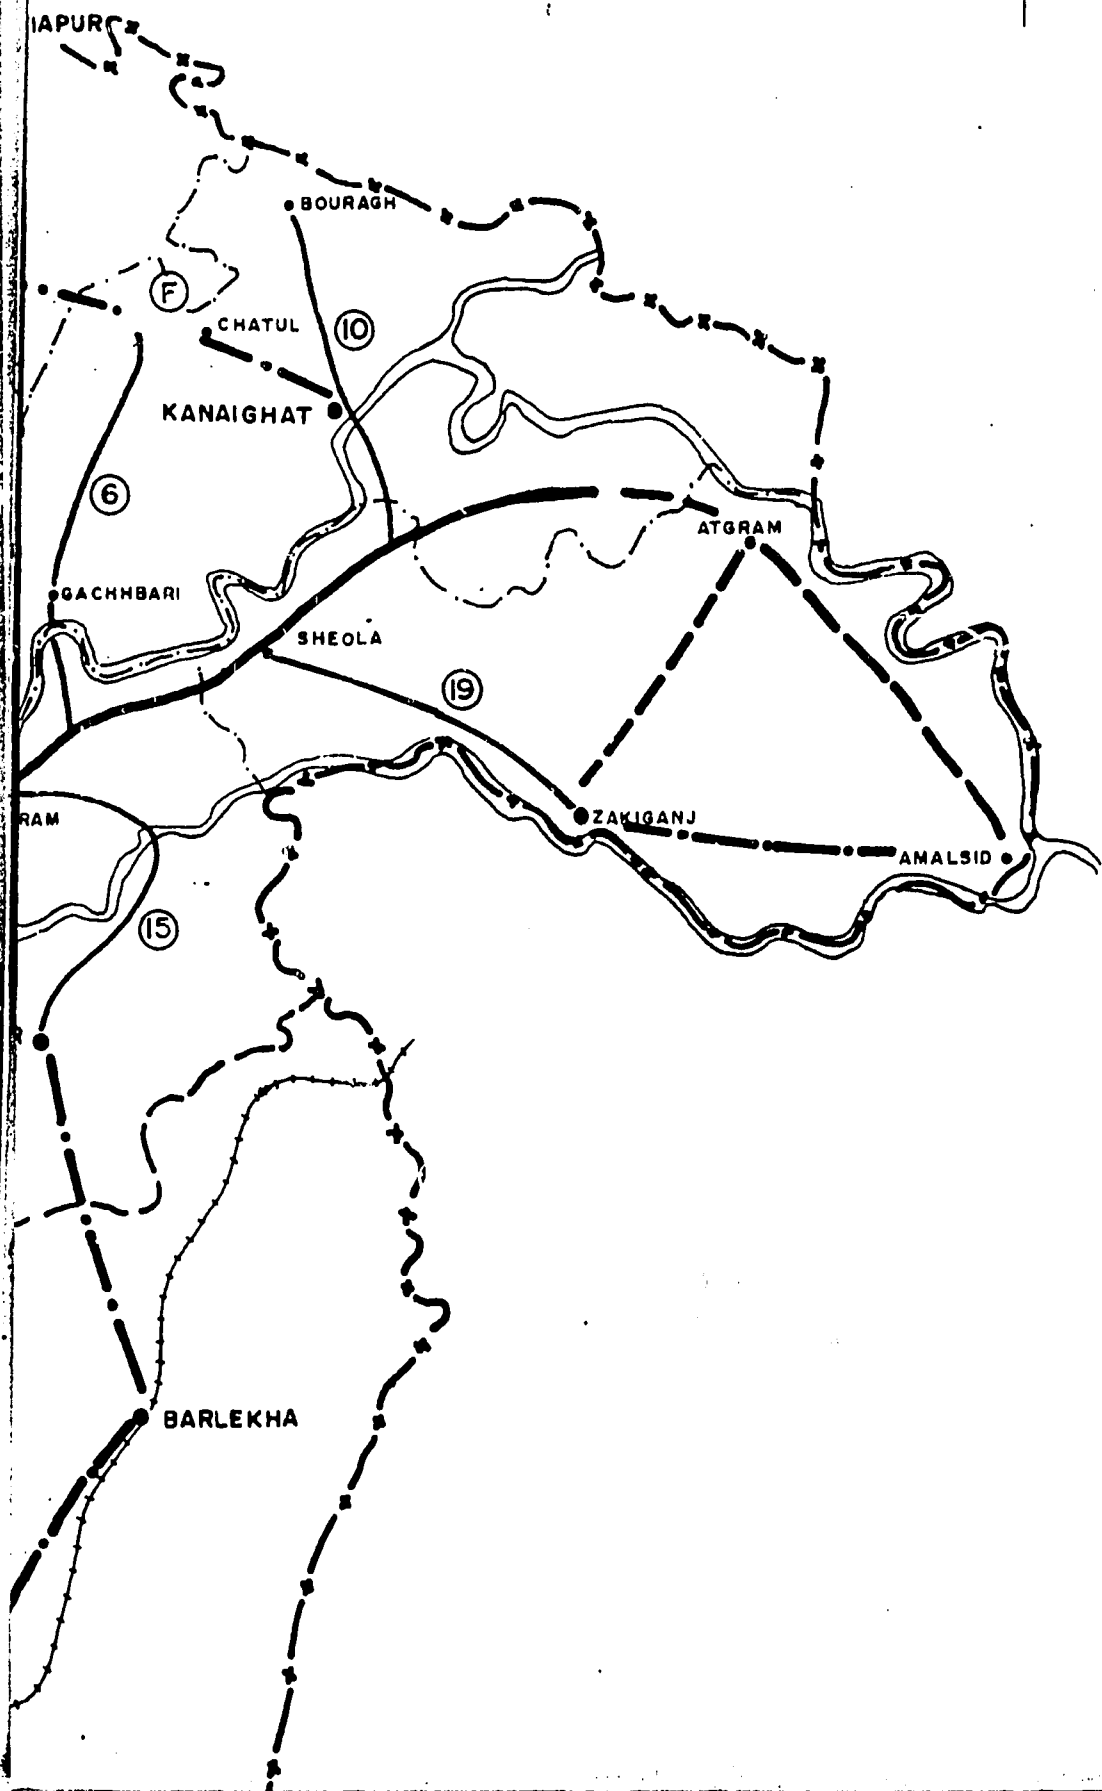 IAPUR
BOURAGH
F
CHATUL
10
KANAIGHAT
6
ATGRAM
GACHHBARI
SHEOLA
19
ZAKIGANJ
RAM
AMALSID
15
R
BARLEKHA